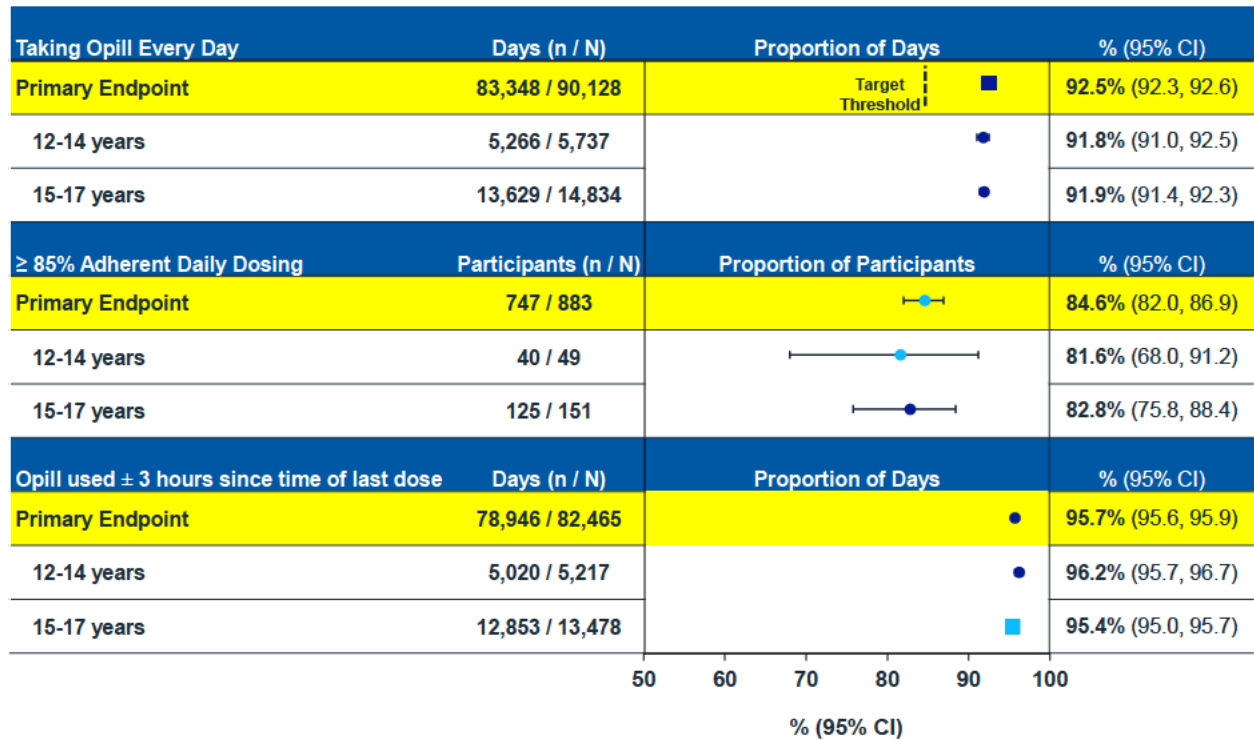 Taking Opill Every Day Days (n / N) Proportion of Days % (95% CI)
Primary Endpoint 83,348 / 90,128 Target Threshold 92.5% (92.3, 92.6)
12-14 years 5,266 / 5,737 91.8% (91.0, 92.5)
15-17 years 13,629 / 14,834 91.9% (91.4, 92.3)
≥ 85% Adherent Daily Dosing Participants (n / N) Proportion of Participants % (95% CI)
Primary Endpoint 747 / 883 84.6% (82.0, 86.9)
12-14 years 40 / 49 81.6% (68.0, 91.2)
15-17 years 125 / 151 82.8% (75.8, 88.4)
Opill used ± 3 hours since time of last dose Days (n / N) Proportion of Days % (95% CI)
Primary Endpoint 78,946 / 82,465 95.7% (95.6, 95.9)
12-14 years 5,020 / 5,217 96.2% (95.7, 96.7)
15-17 years 12,853 / 13,478 95.4% (95.0, 95.7)
50 60 70 80 90 100
% (95% CI)